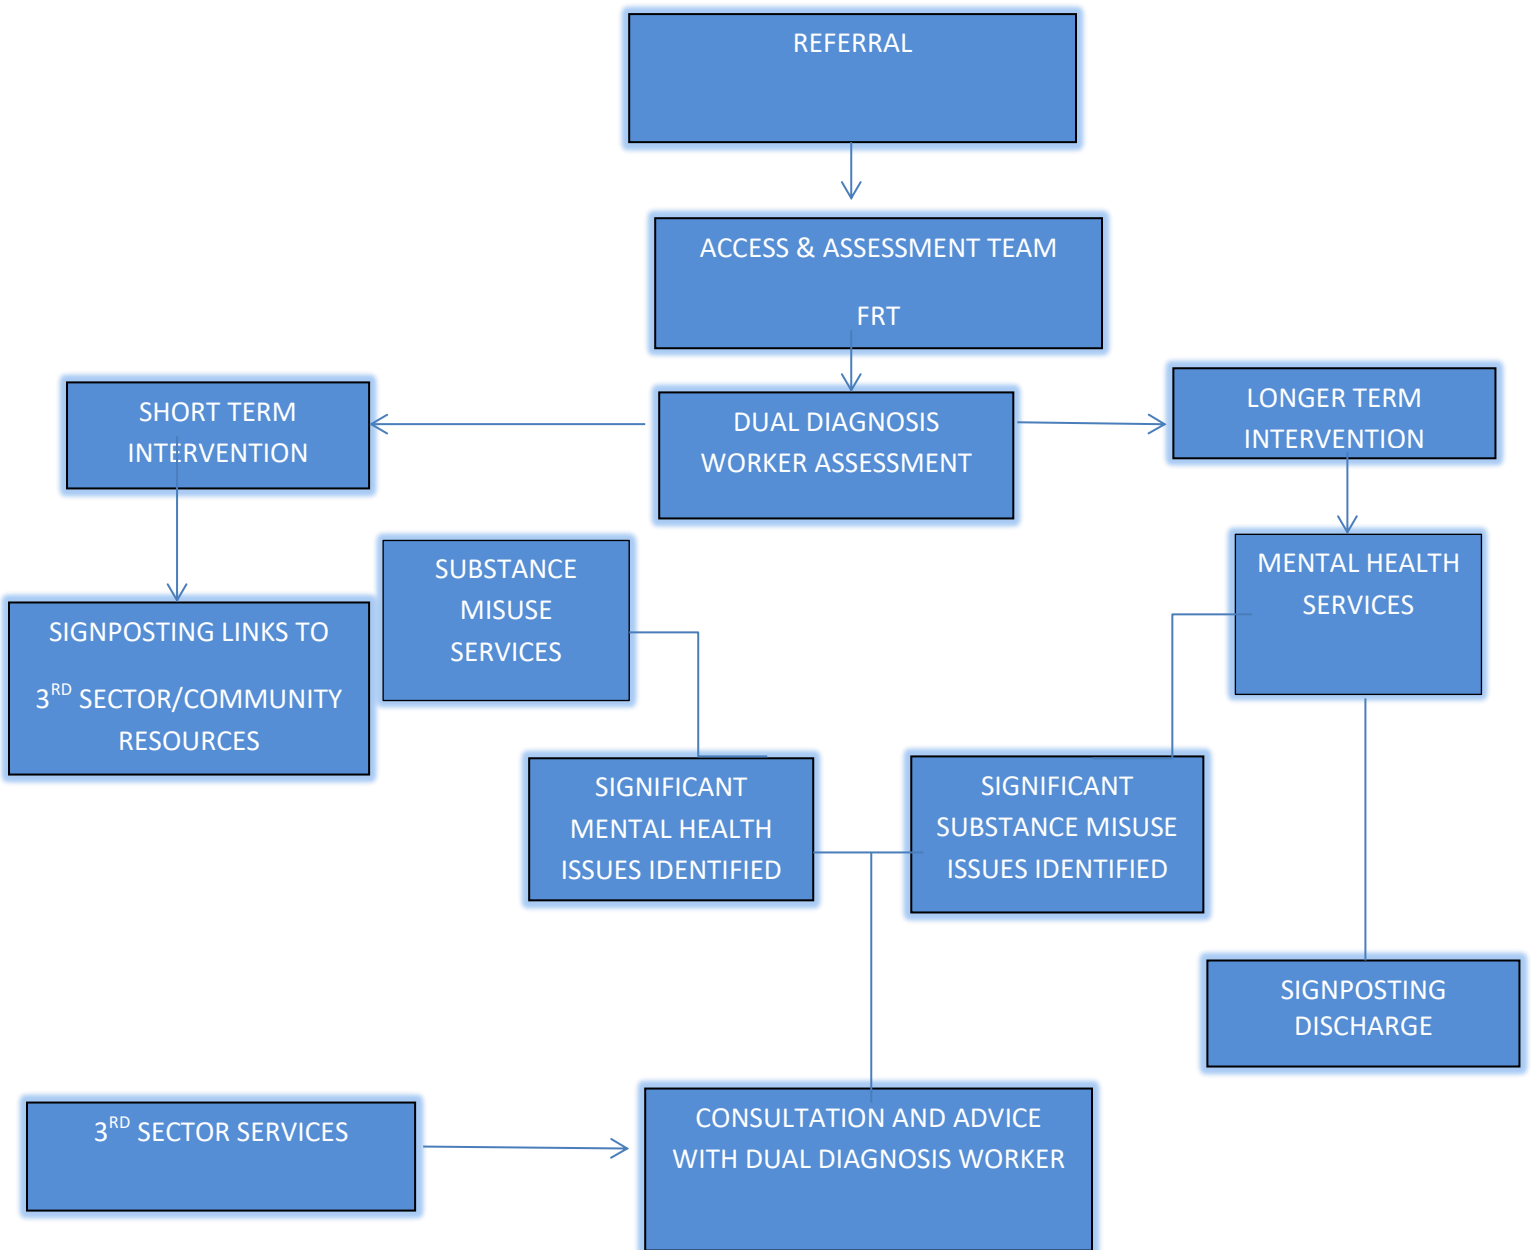 REFERRAL
ACCESS & ASSESSMENT TEAM
FRT
SHORT TERM
INTERVENTION
DUAL DIAGNOSIS
WORKER ASSESSMENT
LONGER TERM
INTERVENTION
SUBSTANCE
MISUSE
SERVICES
MENTAL HEALTH
SERVICES
SIGNPOSTING LINKS TO
3RD SECTOR/COMMUNITY
RESOURCES
SIGNIFICANT
MENTAL HEALTH
ISSUES IDENTIFIED
SIGNIFICANT
SUBSTANCE MISUSE
ISSUES IDENTIFIED
SIGNPOSTING
DISCHARGE
3RD SECTOR SERVICES
CONSULTATION AND ADVICE
WITH DUAL DIAGNOSIS WORKER